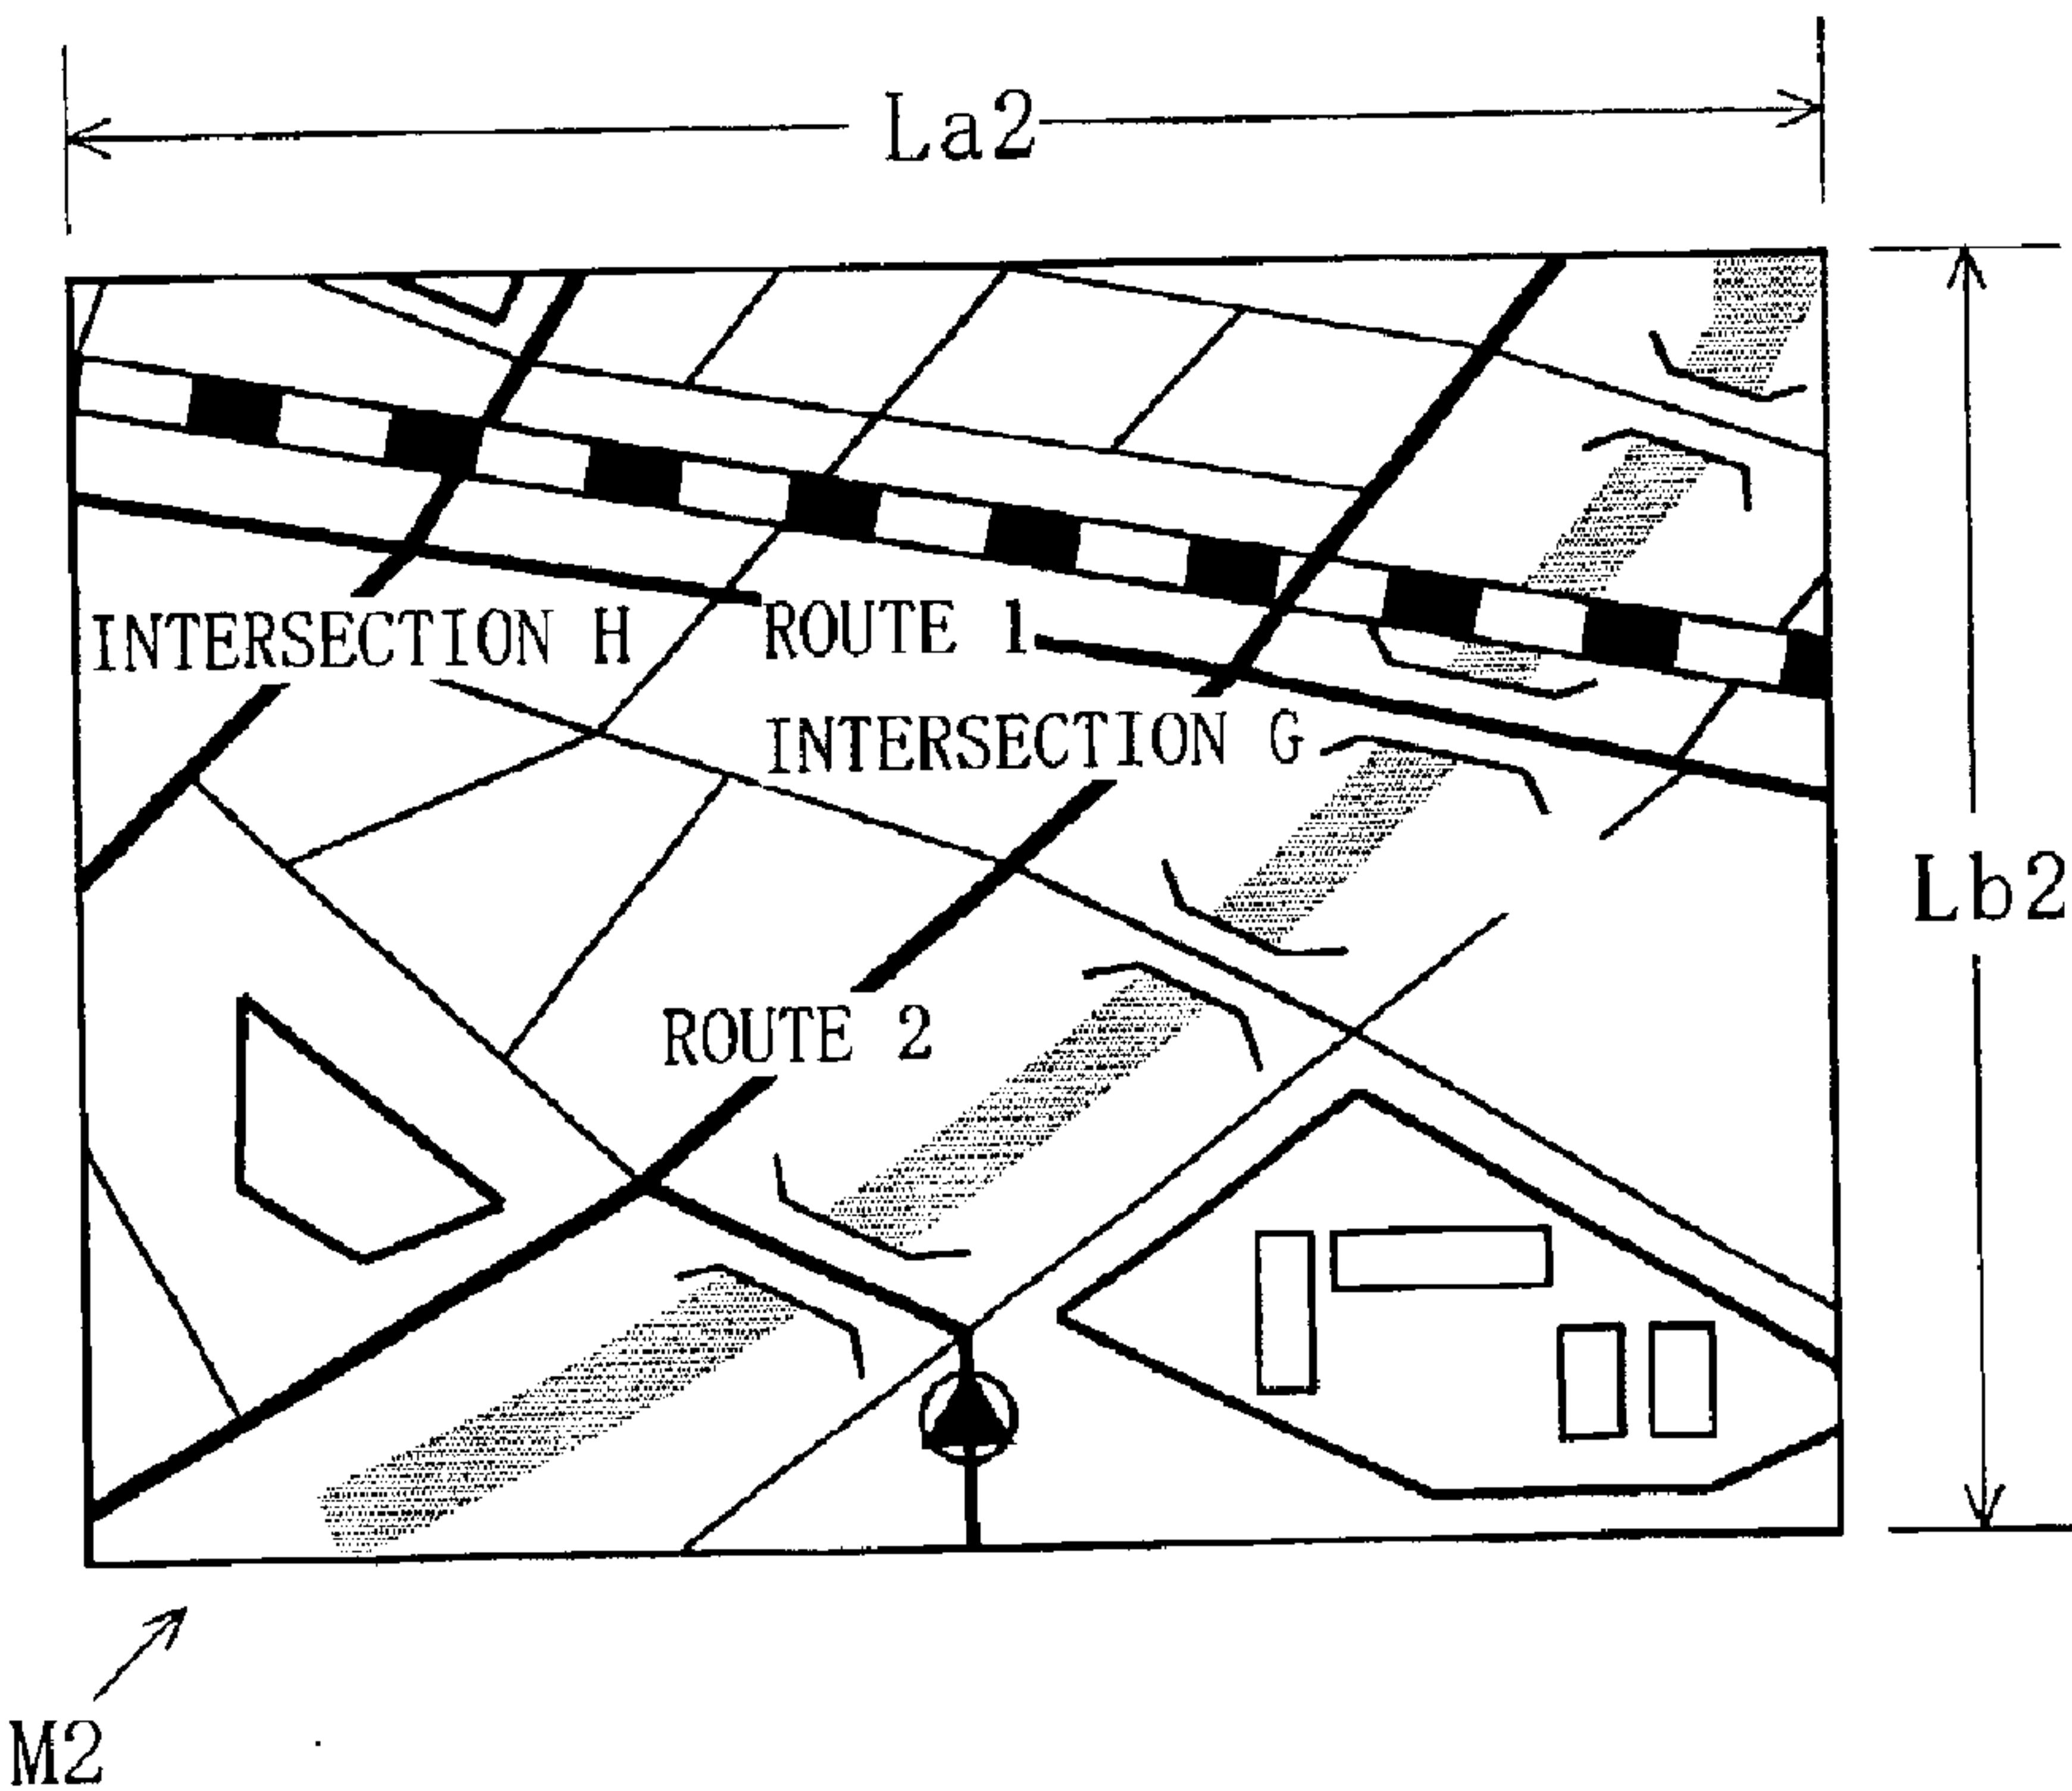 La2
INTERSECTION H
ROUTE 1
INTERSECTION G
Lb2
ROUTE 2
M2